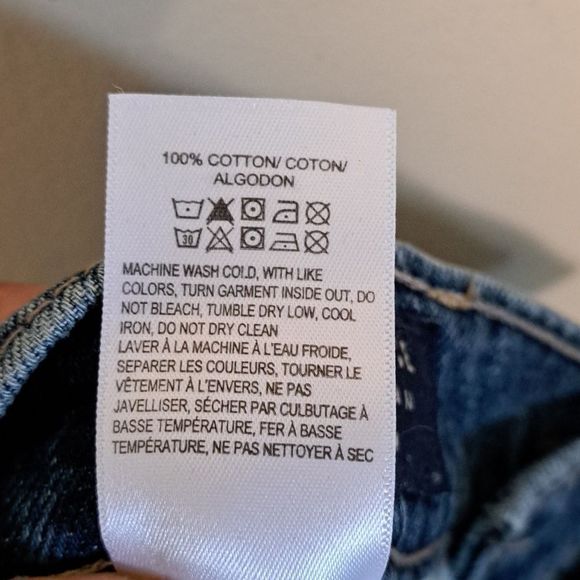 100% COTTON/ COTON/
ALGODON
30
MACHINE WASH COLD, WITH LIKE
COLORS, TURN GARMENT INSIDE OUT, DO
NOT BLEACH, TUMBLE DRY LOW, COOL
IRON, DO NOT DRY CLEAN
LAVER À LA MACHINE À L'EAU FROIDE,
SEPARER LES COULEURS, TOURNER LE
VÊTEMENT À L'ENVERS, NE PAS
JAVELLISER, SÉCHER PAR CULBUTAGE À
BASSE TEMPÉRATURE, FER À BASSE
TEMPÉRATURE, NE PAS NETTOYER À SEC